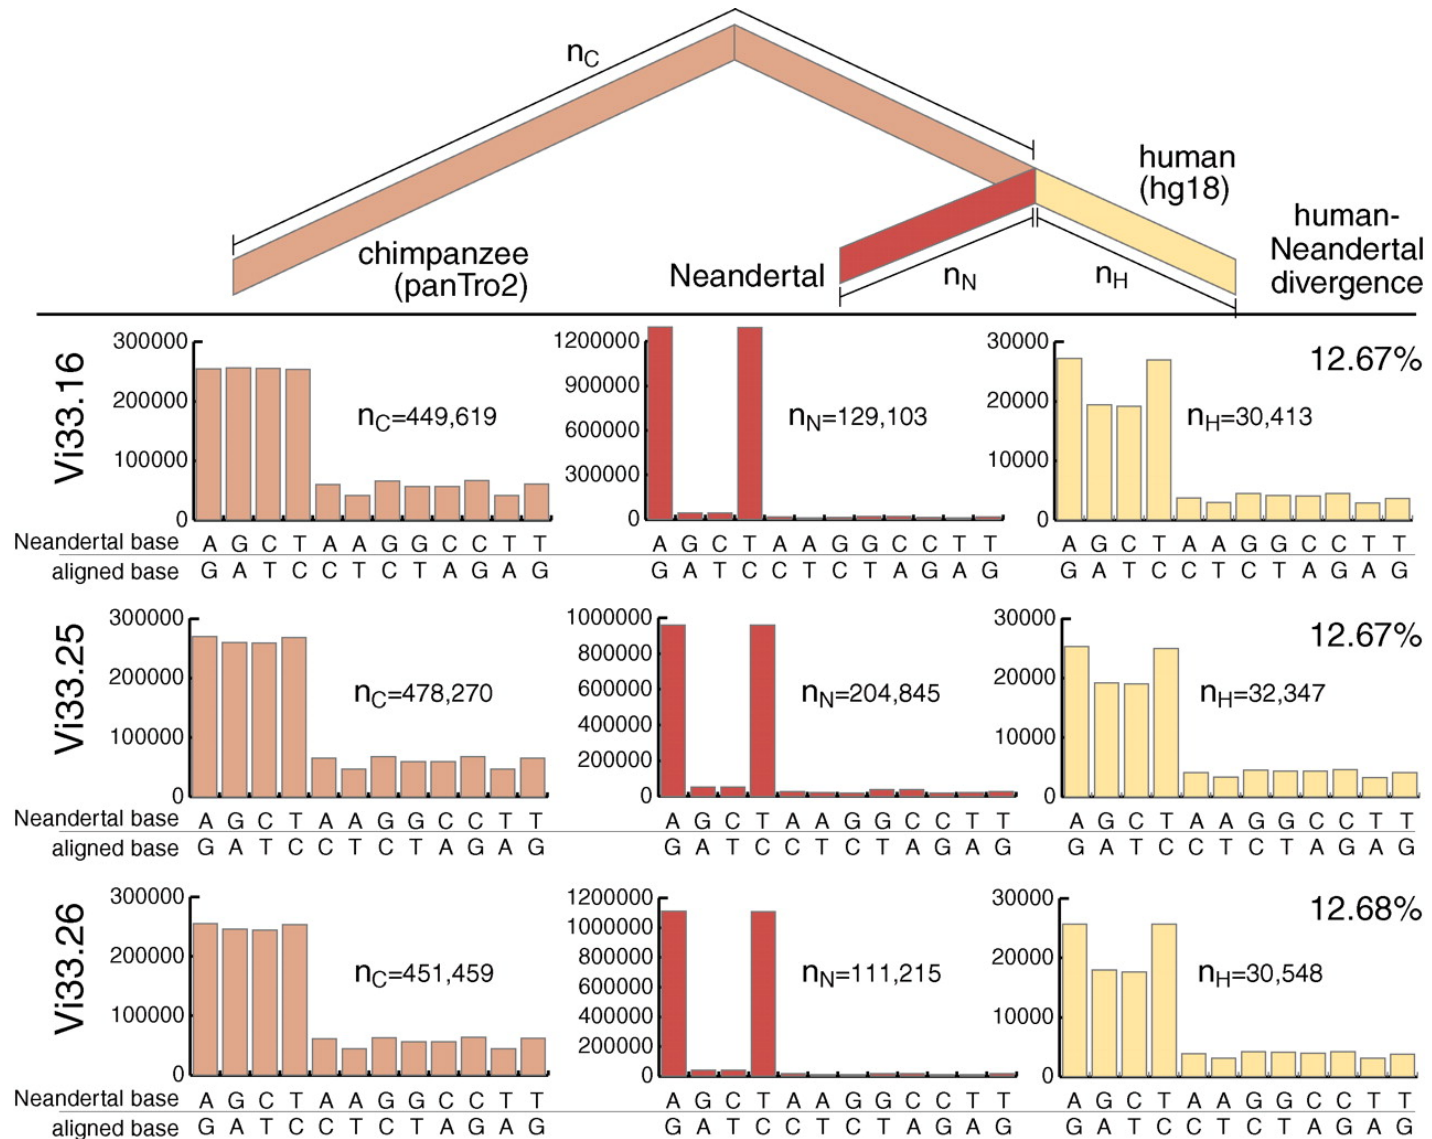 nC
human
(hg18)
human-
Neandertal
divergence
chimpanzee
(panTro2)
Neandertal
nN
nH
Vi33.16
300000
200000
100000
0
nC=449,619
1200000
900000
600000
300000
0
nN=129,103
30000
20000
10000
0
nH=30,413
12.67%
Neandertal base A G C T A A G G C C T T A G C T A A G G C C T T A G C T A A G G C C T T
aligned base G A T C C T C T A G A G G A T C C T C T A G A G G A T C C T C T A G A G
Vi33.25
300000
200000
100000
0
nC=478,270
1000000
800000
600000
400000
200000
0
nN=204,845
30000
20000
10000
0
nH=32,347
12.67%
Neandertal base A G C T A A G G C C T T A G C T A A G G C C T T A G C T A A G G C C T T
aligned base G A T C C T C T A G A G G A T C C T C T A G A G G A T C C T C T A G A G
Vi33.26
300000
200000
100000
0
nC=451,459
1200000
1000000
800000
600000
400000
200000
0
nN=111,215
30000
20000
10000
0
nH=30,548
12.68%
Neandertal base A G C T A A G G C C T T A G C T A A G G C C T T A G C T A A G G C C T T
aligned base G A T C C T C T A G A G G A T C C T C T A G A G G A T C C T C T A G A G